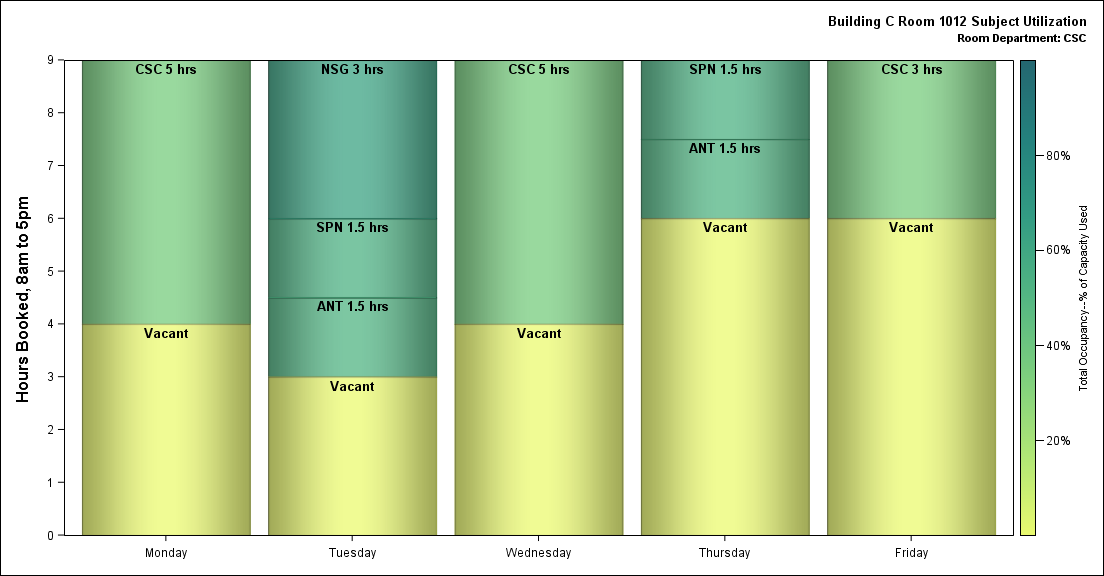 Building C Room 1012 Subject Utilization
Room Department: CSC
Hours Booked, 8am to 5pm
9
8
7
6
5
4
3
2
1
0
CSC 5 hrs
Vacant
NSG 3 hrs
SPN 1.5 hrs
ANT 1.5 hrs
Vacant
CSC 5 hrs
Vacant
SPN 1.5 hrs
ANT 1.5 hrs
Vacant
CSC 3 hrs
Vacant
Monday
Tuesday
Wednesday
Thursday
Friday
80%
60%
40%
20%
Total Occupancy--% of Capacity Used